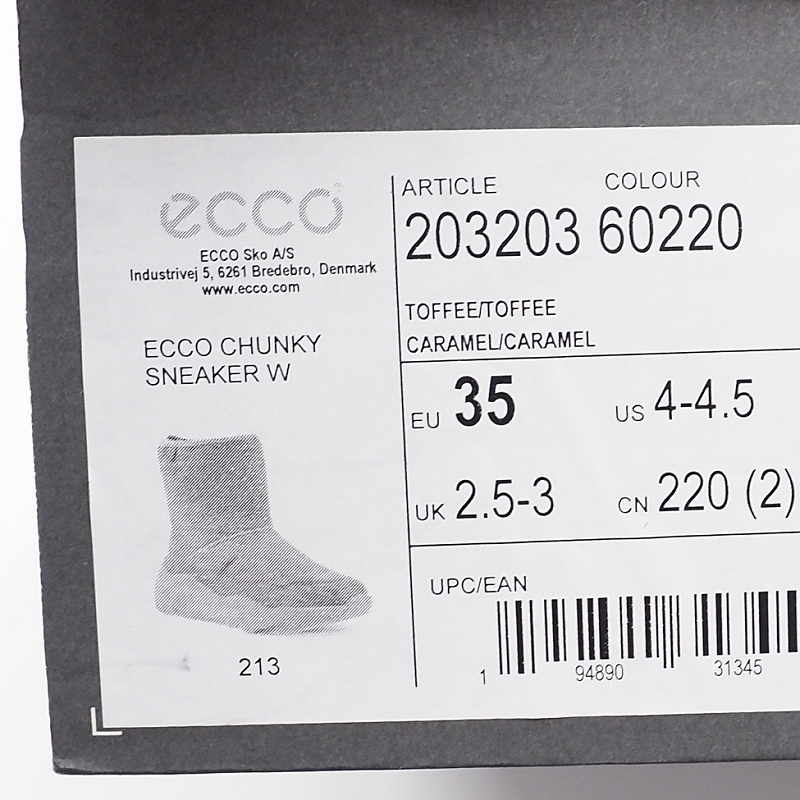 ecco
ECCO Sko A/S
Industrivej 5, 6261 Bredebro, Denmark
www.ecco.com
ECCO CHUNKY
SNEAKER W
213
ARTICLE COLOUR
203203 60220
TOFFEE/TOFFEE
CARAMEL/CARAMEL
EU 35 US 4-4.5
UK 2.5-3 CN 220 (2)
UPC/EAN
1 94890 31345